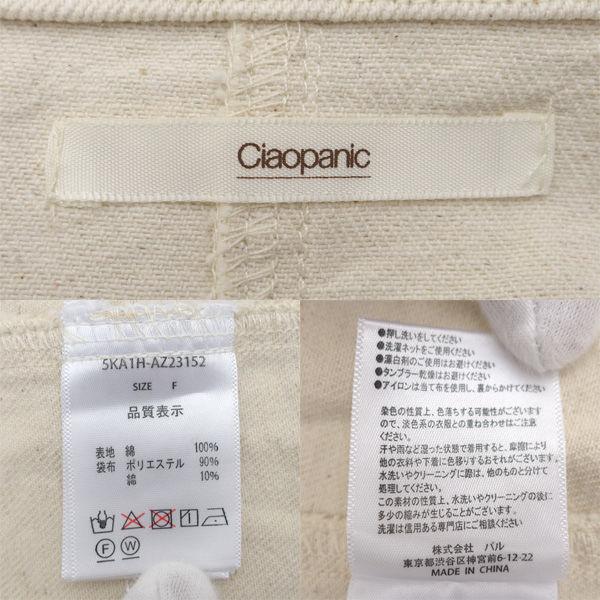 Ciaopanic
5KA1H-AZ23152
SIZE F
品質表示
表地 綿 100%
袋布 ポリエステル 90%
綿 10%
F W
●押し洗いをしてください
●洗濯ネットをご使用ください
●漂白剤のご使用はお避けください
●タンブラー乾燥はお避けください
●アイロンは当て布を使用し、裏からかけてください
染色の性質上、色落ちする可能性がございます
ので、淡色系の衣服との重ね合わせはご注意
ください。
汗や雨など湿った状態で着用すると、摩擦により
他の衣料や下着に色移りするおそれがございます。
水洗いやクリーニングに際は、他のものと分けて
処理してください。
この素材の性質上、水洗いやクリーニングの後に
多少の縮みが生じることがございます。
洗濯は信用ある専門店にご相談ください。
株式会社 パル
東京都渋谷区神宮前6-12-22
MADE IN CHINA